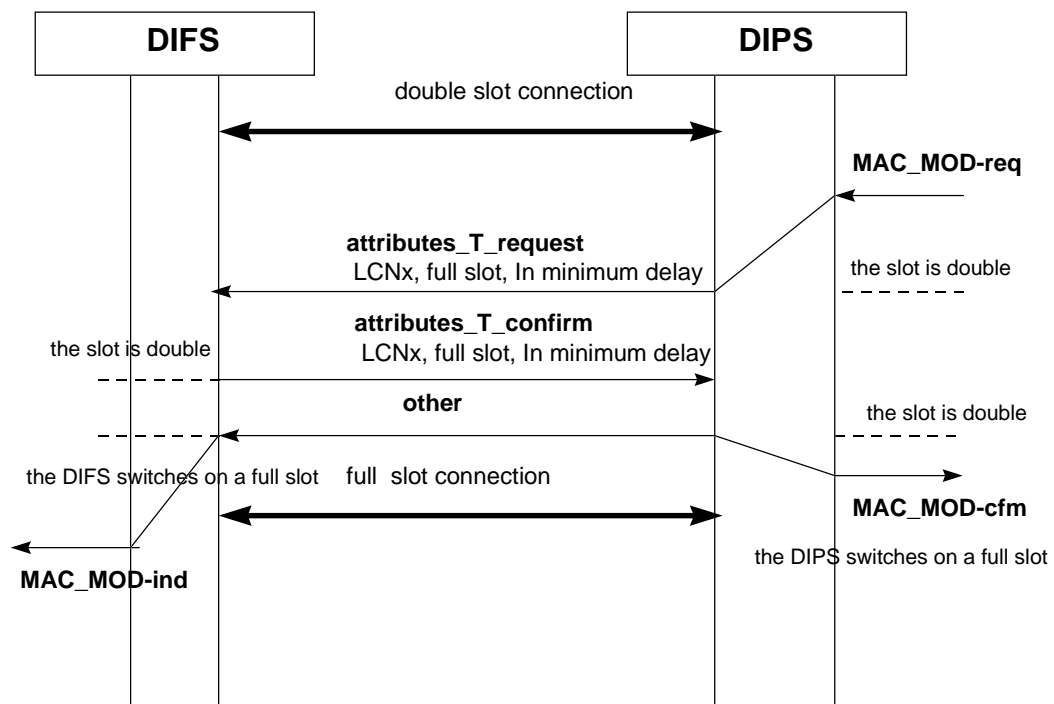 DIFS
DIPS
double slot connection
MAC_MOD-req
attributes_T_request
LCNx, full slot, In minimum delay
the slot is double
attributes_T_confirm
the slot is double
LCNx, full slot, In minimum delay
other
the slot is double
the DIFS switches on a full slot
full slot connection
MAC_MOD-cfm
the DIPS switches on a full slot
MAC_MOD-ind